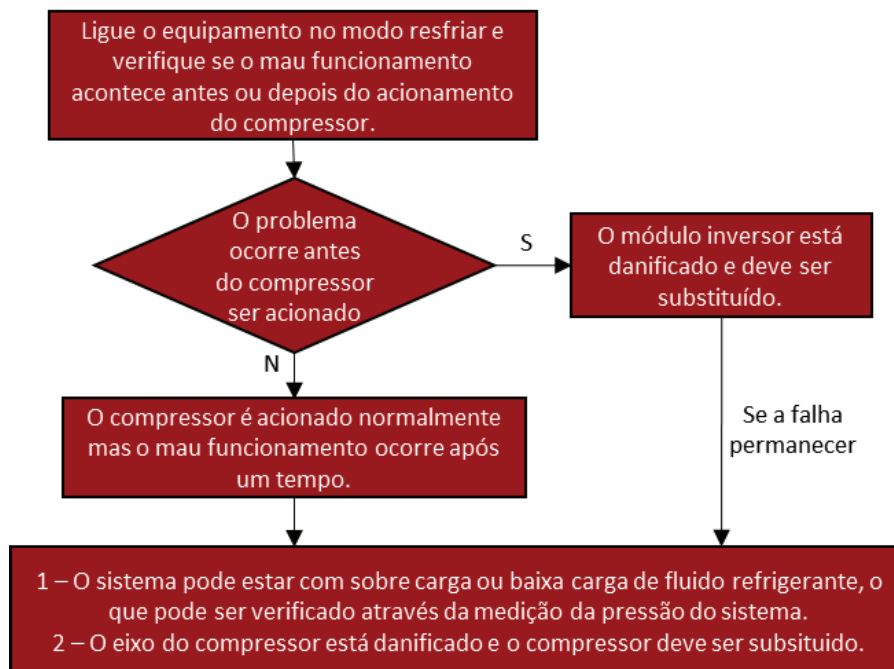 Ligue o equipamento no modo resfriar e
verifique se o mau funcionamento
acontece antes ou depois do acionamento
do compressor.
O problema
ocorre antes
do compressor
ser acionado
S
O módulo inversor está
danificado e deve ser
substituído.
N
O compressor é acionado normalmente
mas o mau funcionamento ocorre após
um tempo.
Se a falha
permanecer
1 – O sistema pode estar com sobre carga ou baixa carga de fluido refrigerante, o
que pode ser verificado através da medição da pressão do sistema.
2 – O eixo do compressor está danificado e o compressor deve ser substituido.